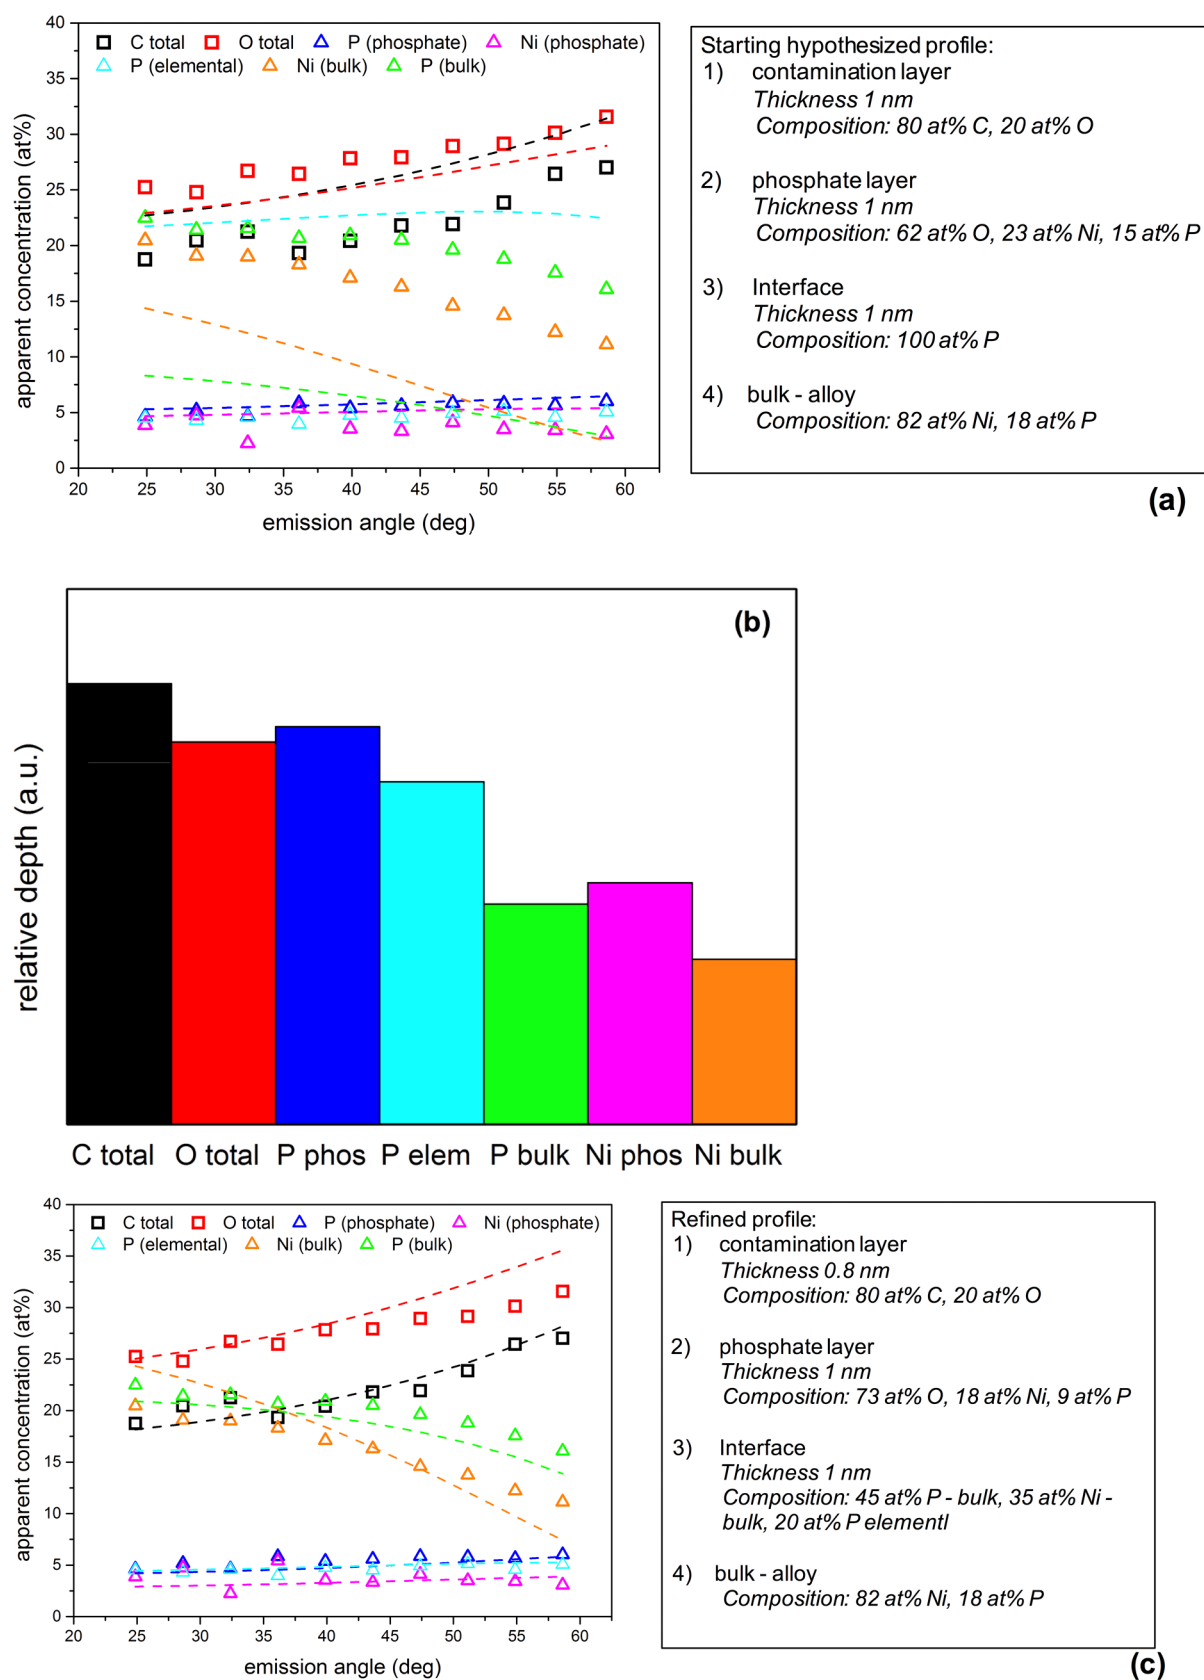 40
35
30
25
20
15
10
5
0
apparent concentration (at%)
C total O total P (phosphate) Ni (phosphate)
P (elemental) Ni (bulk) P (bulk)
20 25 30 35 40 45 50 55 60
emission angle (deg)
Starting hypothesized profile:
1) contamination layer
Thickness 1 nm
Composition: 80 at% C, 20 at% O
2) phosphate layer
Thickness 1 nm
Composition: 62 at% O, 23 at% Ni, 15 at% P
3) Interface
Thickness 1 nm
Composition: 100 at% P
4) bulk - alloy
Composition: 82 at% Ni, 18 at% P
(a)
(b)
relative depth (a.u.)
C total O total P phos P elem P bulk Ni phos Ni bulk
40
35
30
25
20
15
10
5
0
apparent concentration (at%)
C total O total P (phosphate) Ni (phosphate)
P (elemental) Ni (bulk) P (bulk)
20 25 30 35 40 45 50 55 60
emission angle (deg)
Refined profile:
1) contamination layer
Thickness 0.8 nm
Composition: 80 at% C, 20 at% O
2) phosphate layer
Thickness 1 nm
Composition: 73 at% O, 18 at% Ni, 9 at% P
3) Interface
Thickness 1 nm
Composition: 45 at% P - bulk, 35 at% Ni -
bulk, 20 at% P elementl
4) bulk - alloy
Composition: 82 at% Ni, 18 at% P
(c)